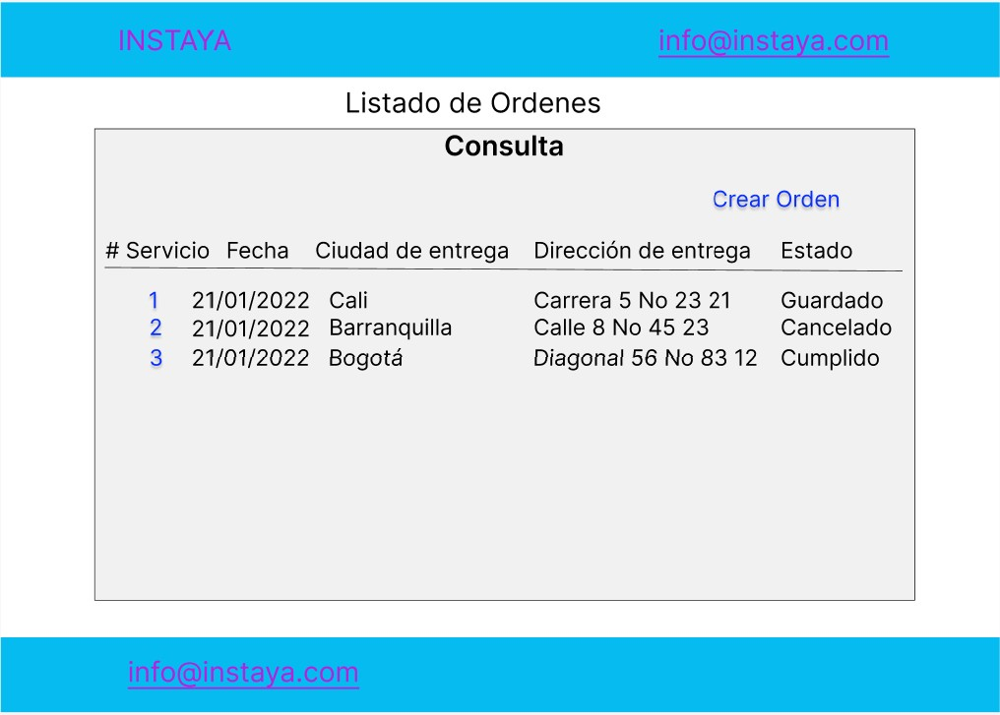 INSTAYA info@instaya.com
Listado de Ordenes
Consulta
Crear Orden
# Servicio Fecha Ciudad de entrega Dirección de entrega Estado
1 21/01/2022 Cali Carrera 5 No 23 21 Guardado
2 21/01/2022 Barranquilla Calle 8 No 45 23 Cancelado
3 21/01/2022 Bogotá Diagonal 56 No 83 12 Cumplido
info@instaya.com